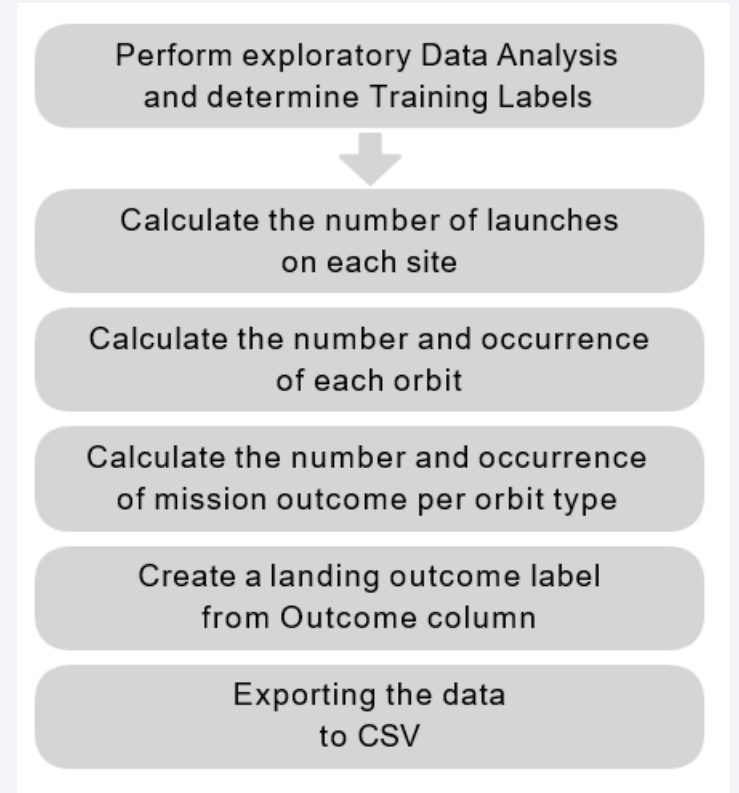 Perform exploratory Data Analysis
and determine Training Labels
Calculate the number of launches
on each site
Calculate the number and occurrence
of each orbit
Calculate the number and occurrence
of mission outcome per orbit type
Create a landing outcome label
from Outcome column
Exporting the data
to CSV